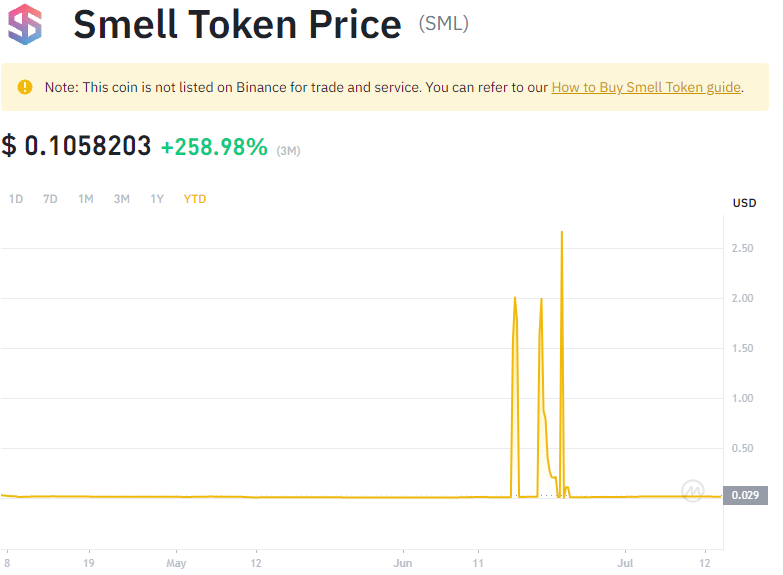 Smell Token Price (SML)
Note: This coin is not listed on Binance for trade and service. You can refer to our How to Buy Smell Token guide.
$ 0.1058203 +258.98% (3M)
1D 7D 1M 3M 1Y YTD
USD
2.50
2.00
1.50
1.00
0.50
0.029
8 19 May 12 Jun 11 Jul 12